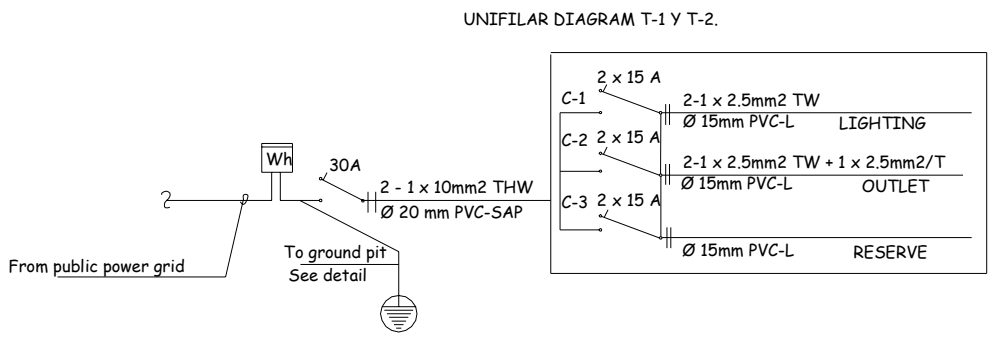 UNIFILAR DIAGRAM T-1 Y T-2.
2 x 15 A
C-1
2-1 x 2.5mm2 TW
Ø 15mm PVC-L
LIGHTING
C-2
2 x 15 A
2-1 x 2.5mm2 TW + 1 x 2.5mm2/T
Ø 15mm PVC-L
OUTLET
C-3
2 x 15 A
Ø 15mm PVC-L
RESERVE
Wh
30A
2 - 1 x 10mm2 THW
Ø 20 mm PVC-SAP
To ground pit
See detail
From public power grid